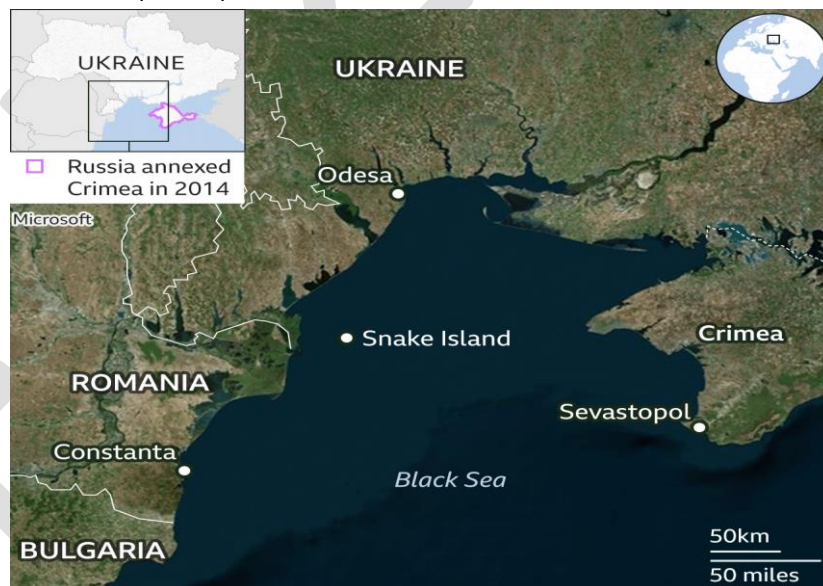 UKRAINE
Russia annexed
Crimea in 2014
Microsoft
UKRAINE
Odesa
Snake Island
Crimea
ROMANIA
Sevastopol
Constanta
Black Sea
BULGARIA
50km
50 miles